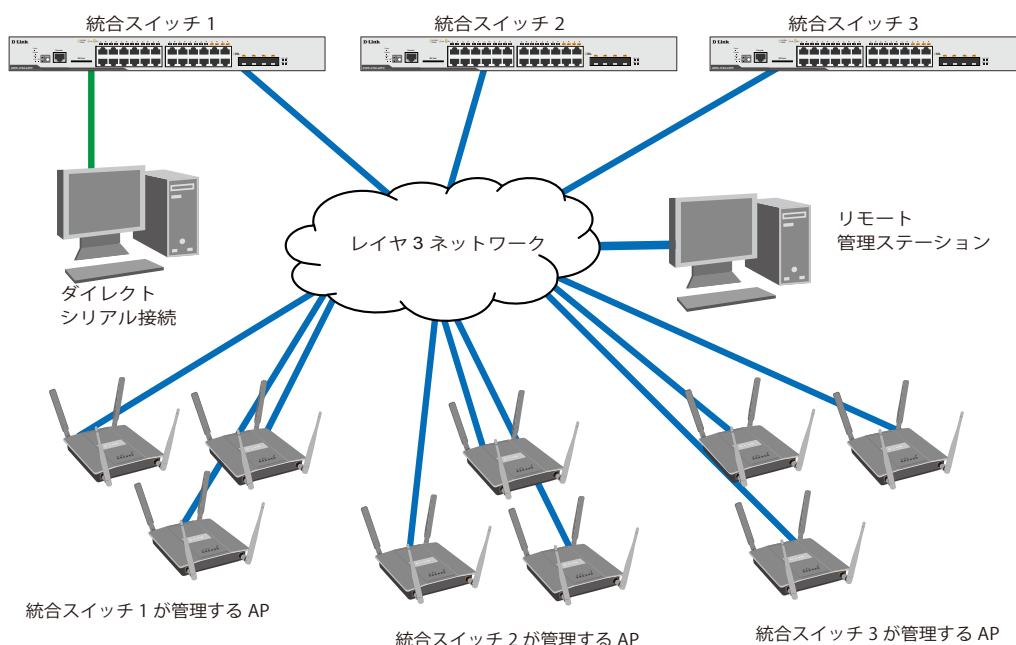 統合スイッチ 1
統合スイッチ 2
統合スイッチ 3
D-Link
D-Link
D-Link
レイヤ 3 ネットワーク
リモート
管理ステーション
ダイレクト
シリアル接続
統合スイッチ 1 が管理する AP
統合スイッチ 2 が管理する AP
統合スイッチ 3 が管理する AP